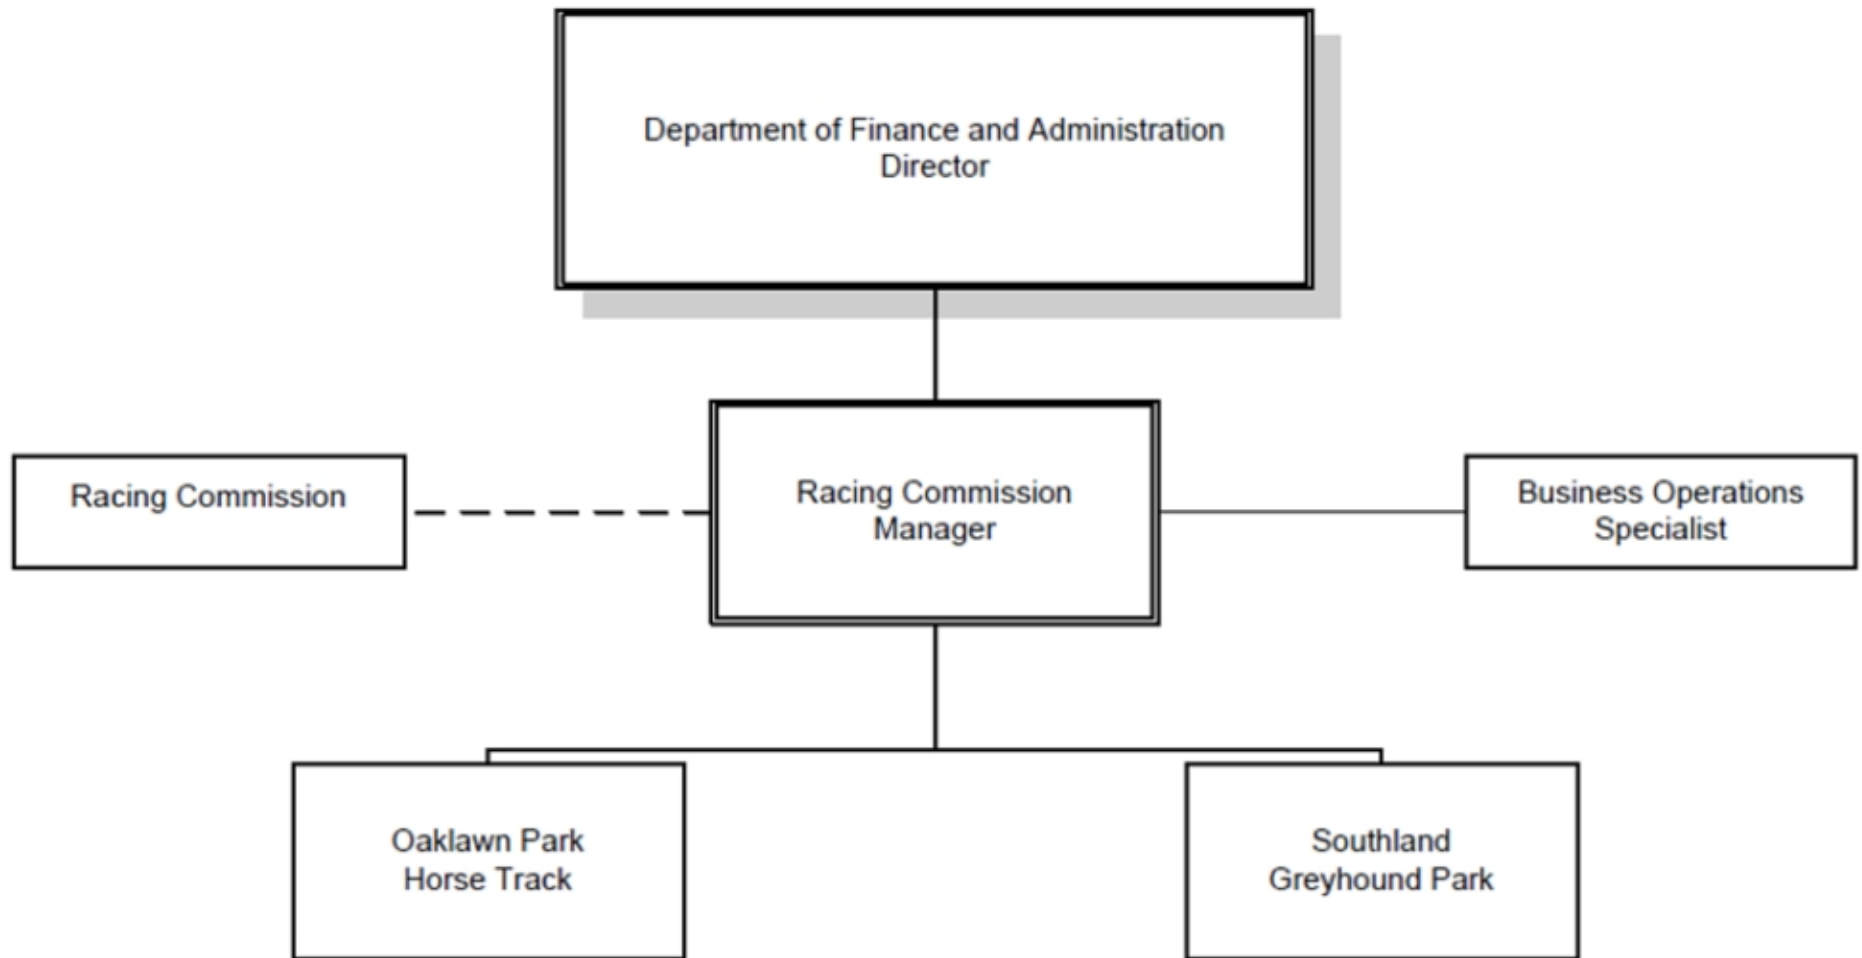 Department of Finance and Administration
Director
Racing Commission
Racing Commission
Manager
Business Operations
Specialist
Oaklawn Park
Horse Track
Southland
Greyhound Park